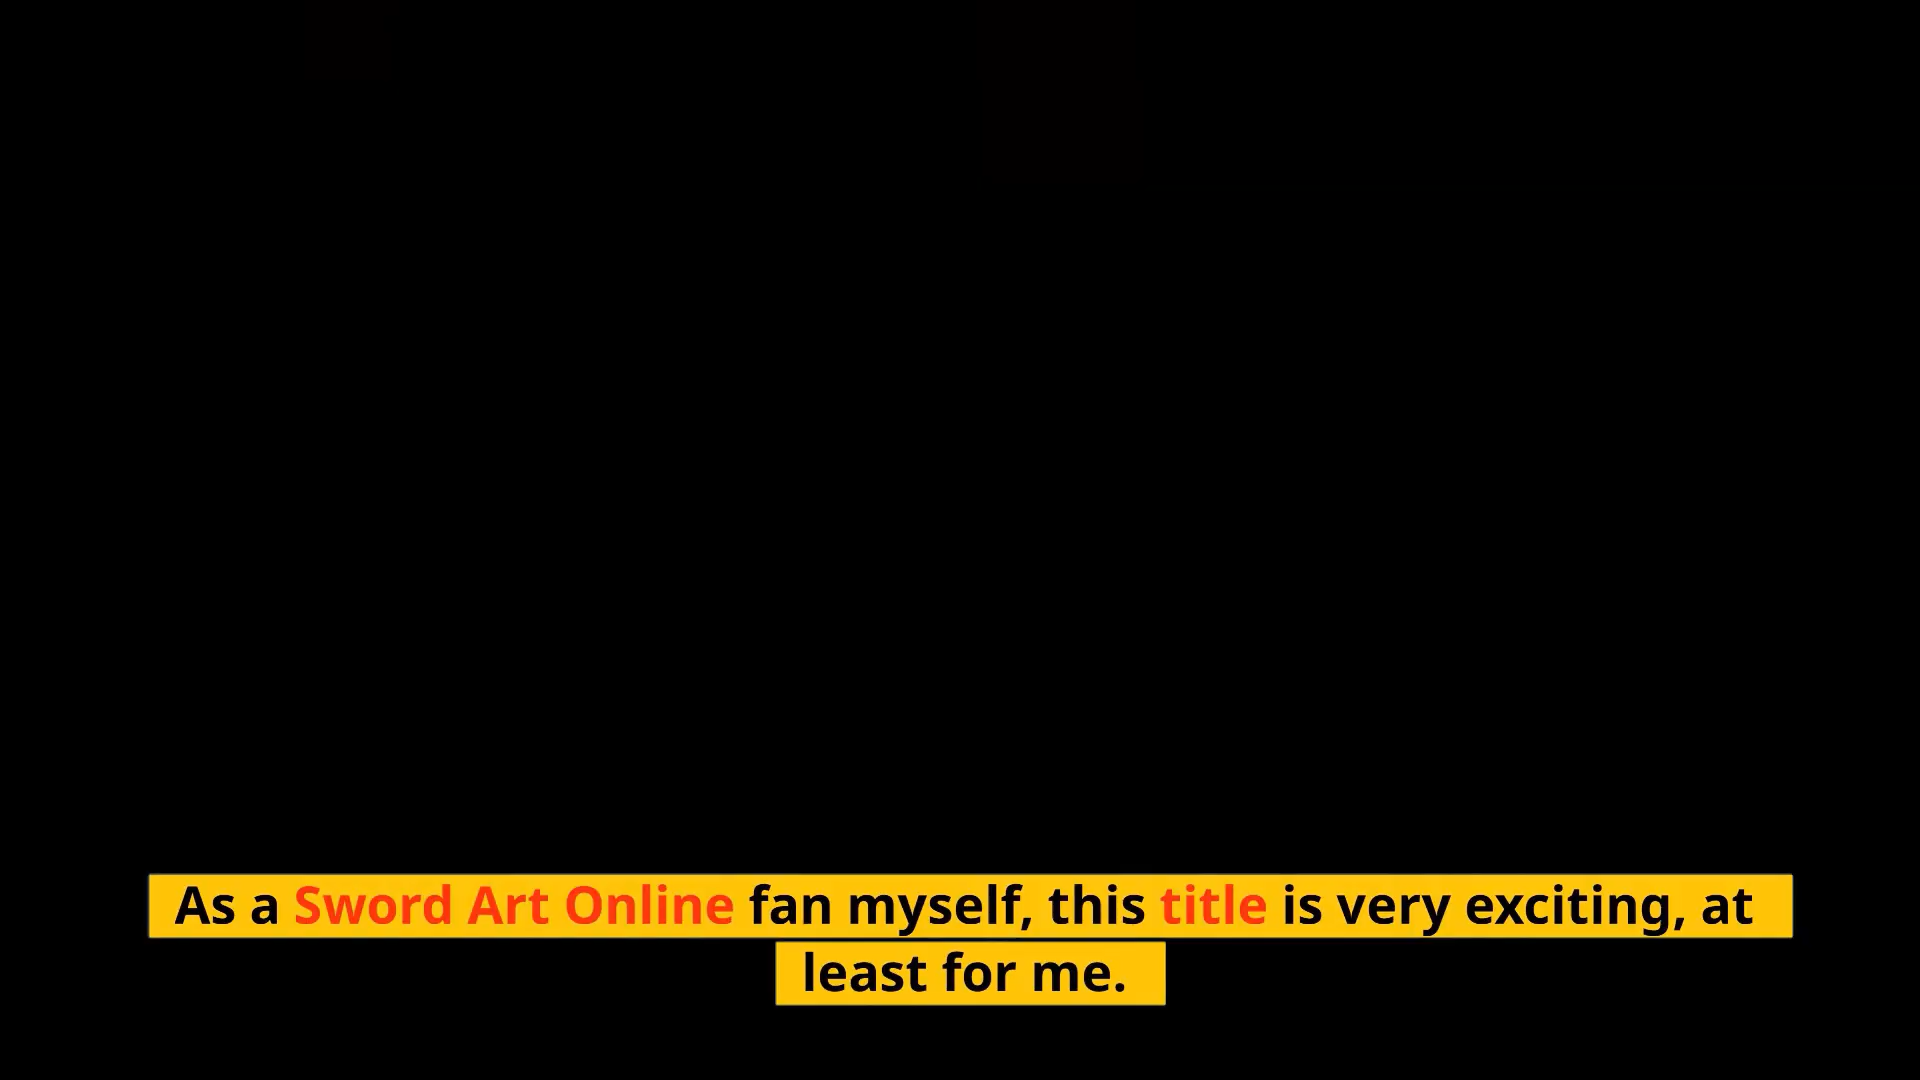 As a Sword Art Online fan myself, this title is very exciting, at
least for me.